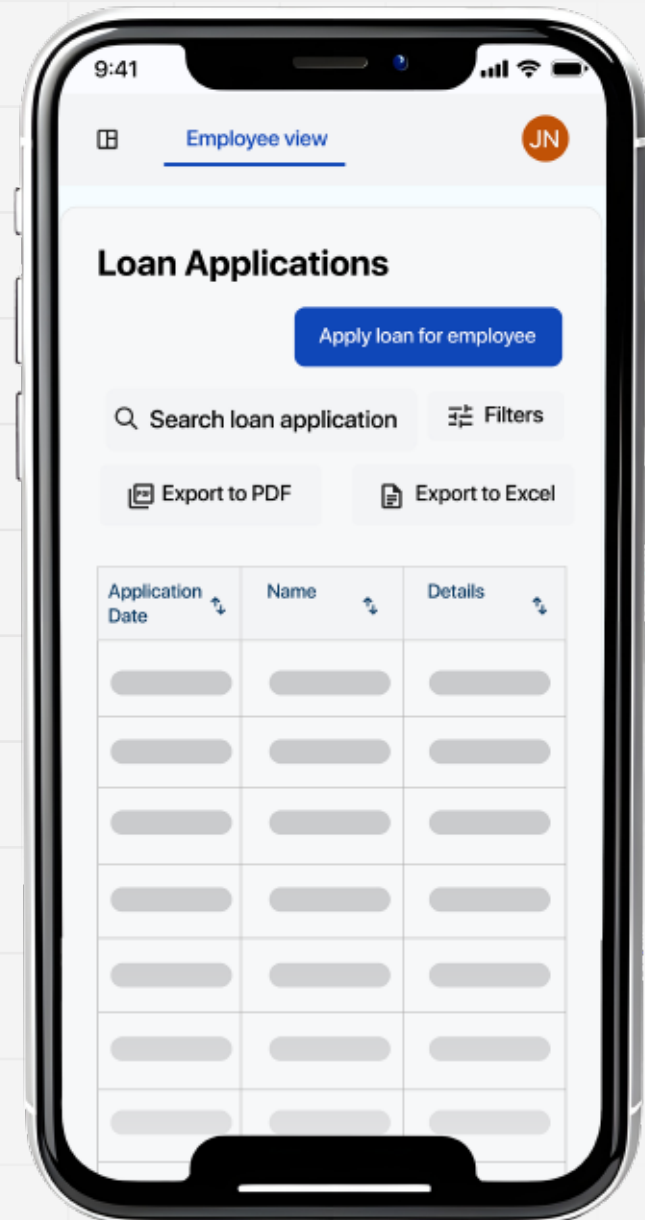 9:41
Employee view
JN
Loan Applications
Apply loan for employee
Search loan application
Filters
PDF
Export to PDF
Export to Excel
Application
Date
Name
Details